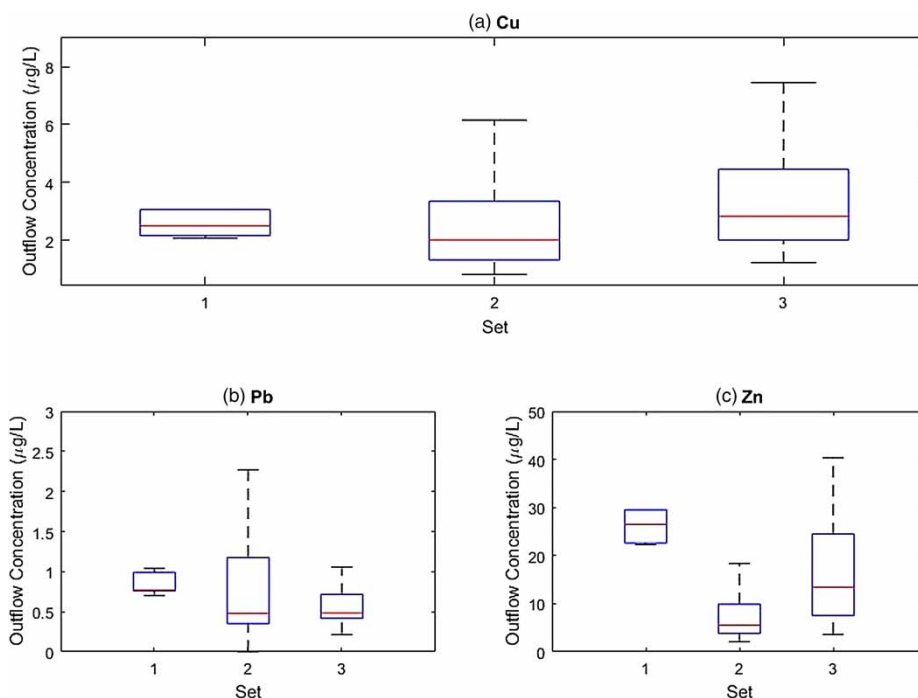 (a) Cu
Outflow Concentration (μg/L)
8
6
4
2
1 2 3
Set
(b) Pb
Outflow Concentration (μg/L)
3
2.5
2
1.5
1
0.5
0
1 2 3
Set
(c) Zn
Outflow Concentration (μg/L)
50
40
30
20
10
0
1 2 3
Set